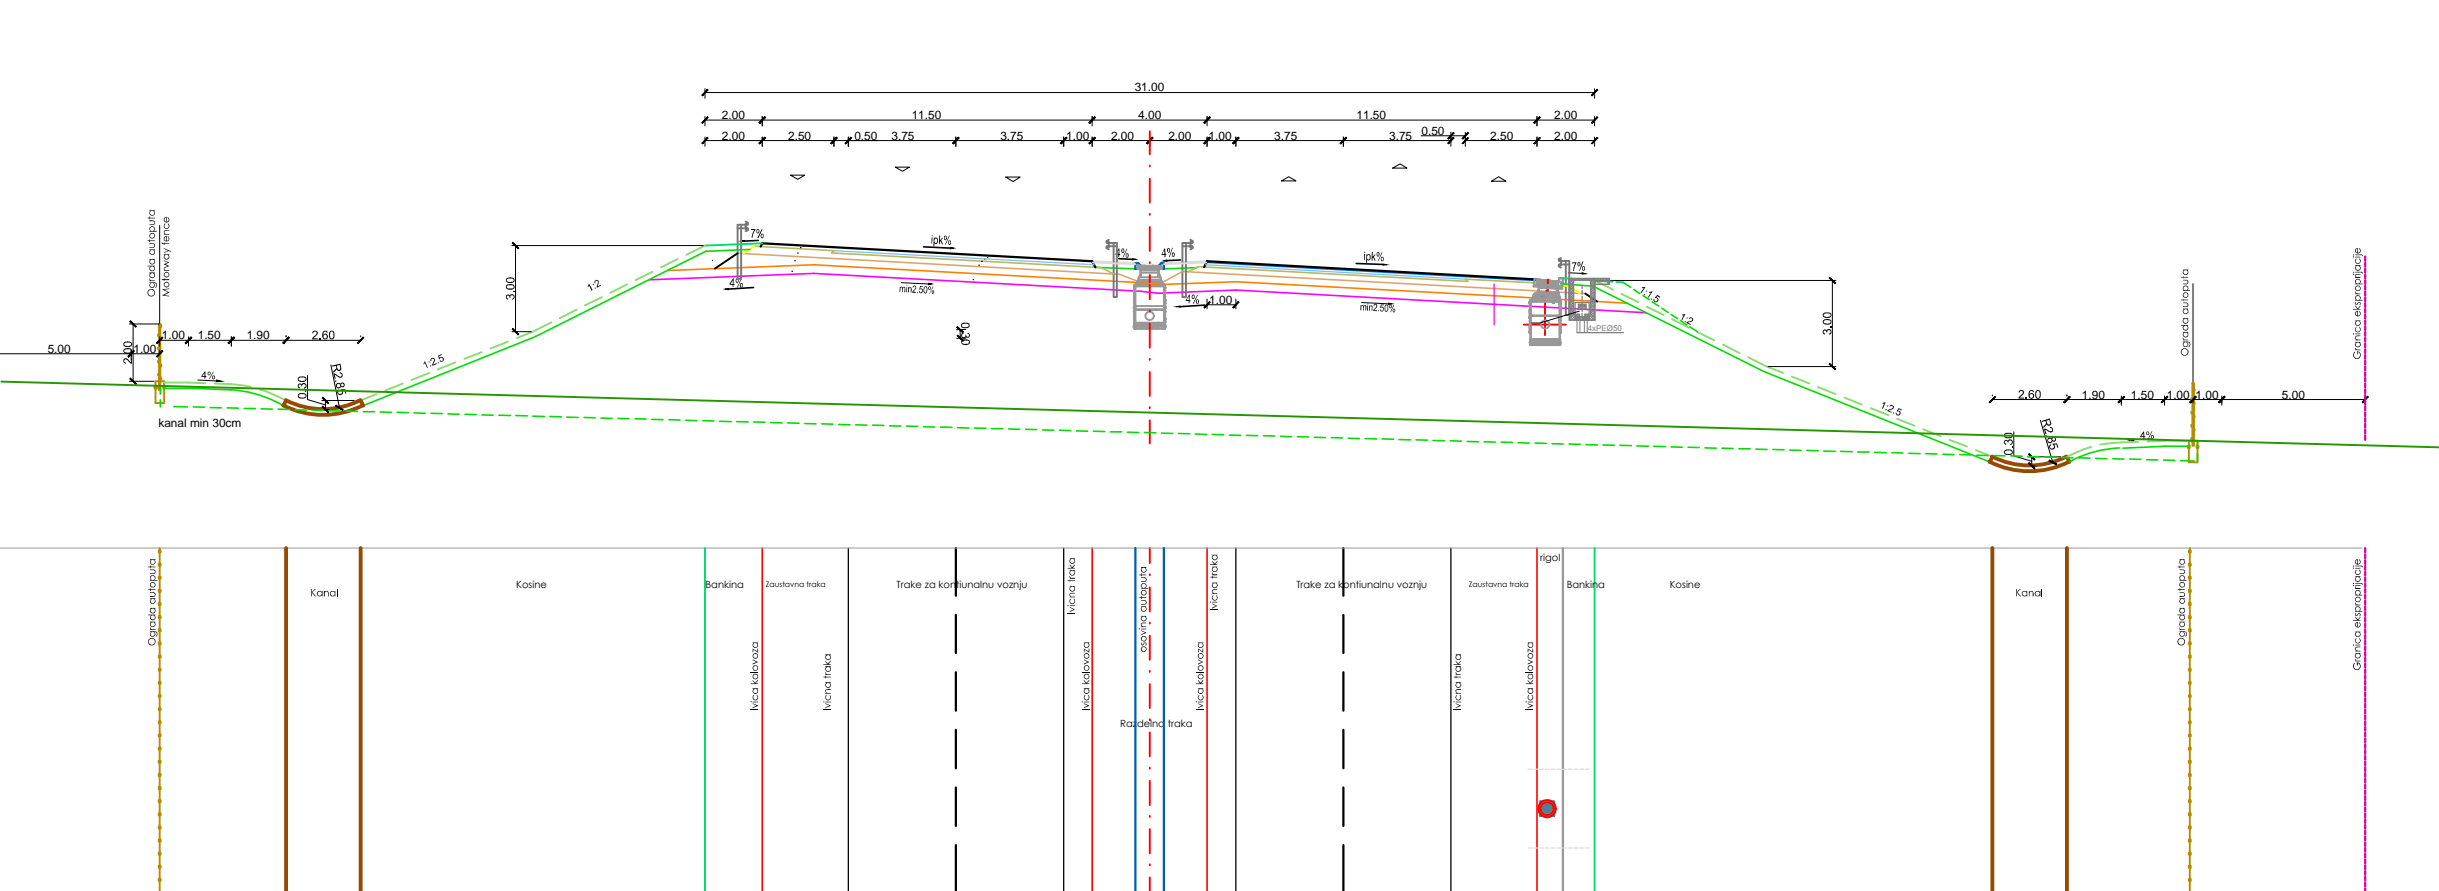 31.00
2.00 11.50 4.00 11.50 2.00
2.00 2.50 0.50 3.75 3.75 1.00 2.00 2.00 1.00 3.75 3.75 0.50 2.50 2.00
Ograda autoputa
Motorway fence
7%
ipk%
4%
4%
ipk%
7%
Ograda autoputa
Granica eksproprijacije
3.00
1:2
4%
min2.50%
4%
1.00
min2.50%
4xPEØ50
1:1.5
1:2
3.00
5.00
2.00
1.00
1.00 1.50 1.90 2.60
0.30
1:2.5
4%
0.30
R2.85
kanal min 30cm
1:2.5
2.60 1.90 1.50 1.00 1.00 5.00
0.30
R2.85
4%
Ograda autoputa
Kanal
Kosine
Bankina
Zaustavna traka
Trake za kontiunalnu voznju
Ivicna traka
osovina autoputa
Ivicna traka
Trake za kontiunalnu voznju
Zaustavna traka
rigol
Bankina
Kosine
Kanal
Ograda autoputa
Granica eksproprijacije
Ivica kolovoza
Ivicna traka
Ivica kolovoza
Ivica kolovoza
Ivicna traka
Ivica kolovoza
Razdelna traka